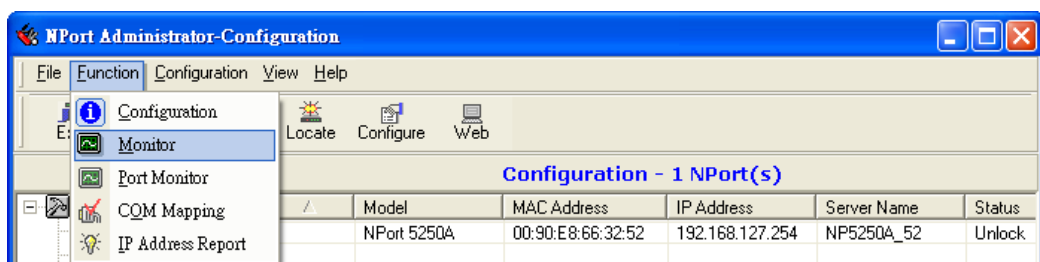 NPort Administrator-Configuration
File Function Configuration View Help
Configuration
Monitor
Port Monitor
COM Mapping
IP Address Report
Locate Configure Web
Configuration - 1 NPort(s)
Model MAC Address IP Address Server Name Status
NPort 5250A 00:90:E8:66:32:52 192.168.127.254 NP5250A_52 Unlock